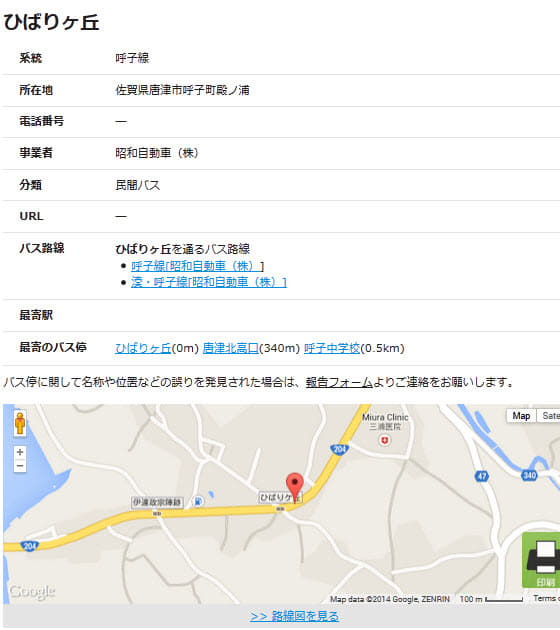 ひばりヶ丘
系統 呼子線
所在地 佐賀県唐津市呼子町殿ノ浦
電話番号 ―
事業者 昭和自動車（株）
分類 民間バス
URL ―
バス路線 ひばりヶ丘を通るバス路線
呼子線[昭和自動車（株）]
湊・呼子線[昭和自動車（株）]
最寄駅
最寄のバス停 ひばりヶ丘(0m) 唐津北高口(340m) 呼子中学校(0.5km)
バス停に関して名称や位置などの誤りを発見された場合は、報告フォームよりご連絡をお願いします。
Miura Clinic
三浦医院
Map Sate
204
47
340
ひばりケ丘
伊達政宗陣跡
204
印刷
Google
Map data ©2014 Google, ZENRIN 100 m Terms o
>> 路線図を見る